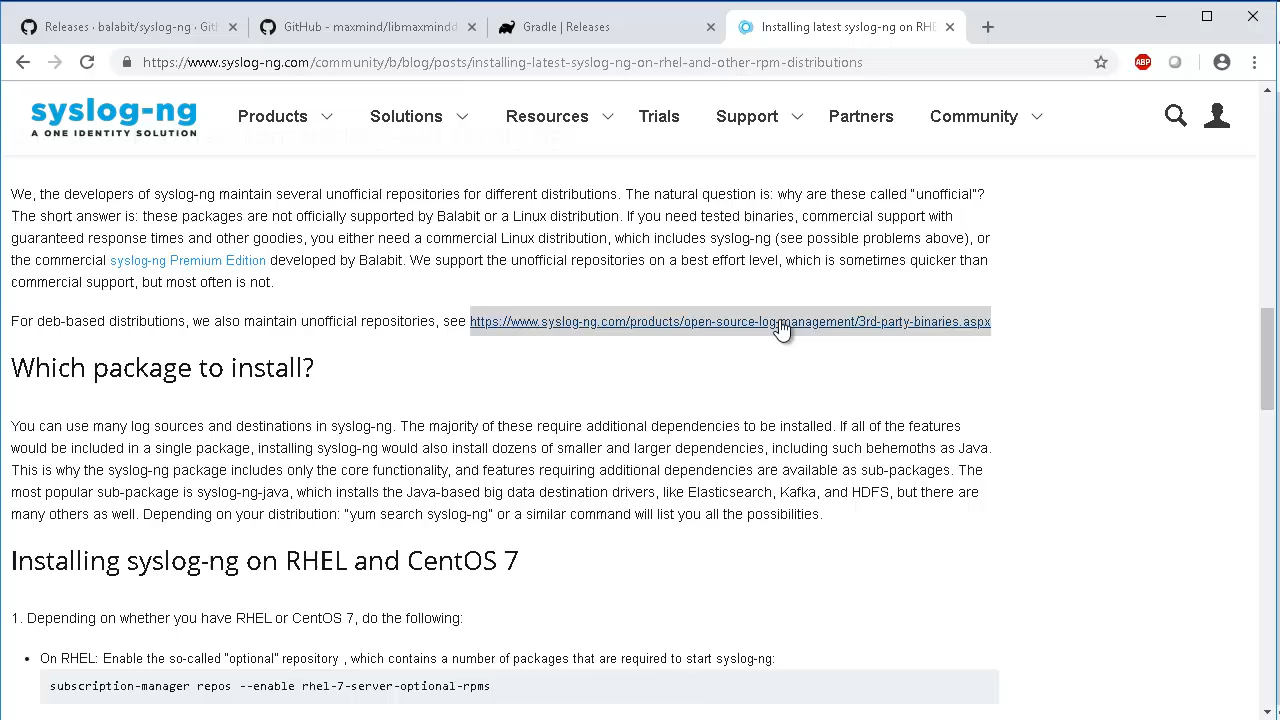 Releases · balabit/syslog-ng · Git
GitHub - maxmind/libmaxmindd
Gradle | Releases
Installing latest syslog-ng on RHE
https://www.syslog-ng.com/community/b/blog/posts/installing-latest-syslog-ng-on-rhel-and-other-rpm-distributions
ABP
syslog-ng
A ONE IDENTITY SOLUTION
Products
Solutions
Resources
Trials
Support
Partners
Community
We, the developers of syslog-ng maintain several unofficial repositories for different distributions. The natural question is: why are these called "unofficial"?
The short answer is: these packages are not officially supported by Balabit or a Linux distribution. If you need tested binaries, commercial support with
guaranteed response times and other goodies, you either need a commercial Linux distribution, which includes syslog-ng (see possible problems above), or
the commercial syslog-ng Premium Edition developed by Balabit. We support the unofficial repositories on a best effort level, which is sometimes quicker than
commercial support, but most often is not.
For deb-based distributions, we also maintain unofficial repositories, see https://www.syslog-ng.com/products/open-source-log-management/3rd-party-binaries.aspx
Which package to install?
You can use many log sources and destinations in syslog-ng. The majority of these require additional dependencies to be installed. If all of the features
would be included in a single package, installing syslog-ng would also install dozens of smaller and larger dependencies, including such behemoths as Java.
This is why the syslog-ng package includes only the core functionality, and features requiring additional dependencies are available as sub-packages. The
most popular sub-package is syslog-ng-java, which installs the Java-based big data destination drivers, like Elasticsearch, Kafka, and HDFS, but there are
many others as well. Depending on your distribution: "yum search syslog-ng" or a similar command will list you all the possibilities.
Installing syslog-ng on RHEL and CentOS 7
1. Depending on whether you have RHEL or CentOS 7, do the following:
• On RHEL: Enable the so-called "optional" repository , which contains a number of packages that are required to start syslog-ng:
subscription-manager repos --enable rhel-7-server-optional-rpms